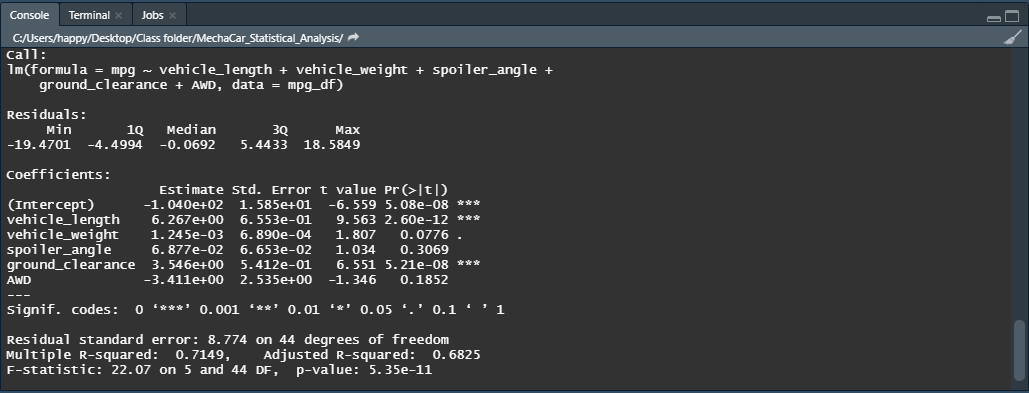 Console Terminal × Jobs ×
C:/Users/happy/Desktop/Class folder/MechaCar_Statistical_Analysis/
Call:
lm(formula = mpg ~ vehicle_length + vehicle_weight + spoiler_angle +
    ground_clearance + AWD, data = mpg_df)

Residuals:
     Min       1Q   Median       3Q      Max
-19.4701  -4.4994  -0.0692   5.4433  18.5849

Coefficients:
                   Estimate Std. Error t value Pr(>|t|)
(Intercept)      -1.040e+02  1.585e+01  -6.559 5.08e-08 ***
vehicle_length    6.267e+00  6.553e-01   9.563 2.60e-12 ***
vehicle_weight    1.245e-03  6.890e-04   1.807   0.0776 .
spoiler_angle     6.877e-02  6.653e-02   1.034   0.3069
ground_clearance  3.546e+00  5.412e-01   6.551 5.21e-08 ***
AWD              -3.411e+00  2.535e+00  -1.346   0.1852
---
Signif. codes:  0 ‘***’ 0.001 ‘**’ 0.01 ‘*’ 0.05 ‘.’ 0.1 ‘ ’ 1

Residual standard error: 8.774 on 44 degrees of freedom
Multiple R-squared:  0.7149,	Adjusted R-squared:  0.6825
F-statistic: 22.07 on 5 and 44 DF,  p-value: 5.35e-11